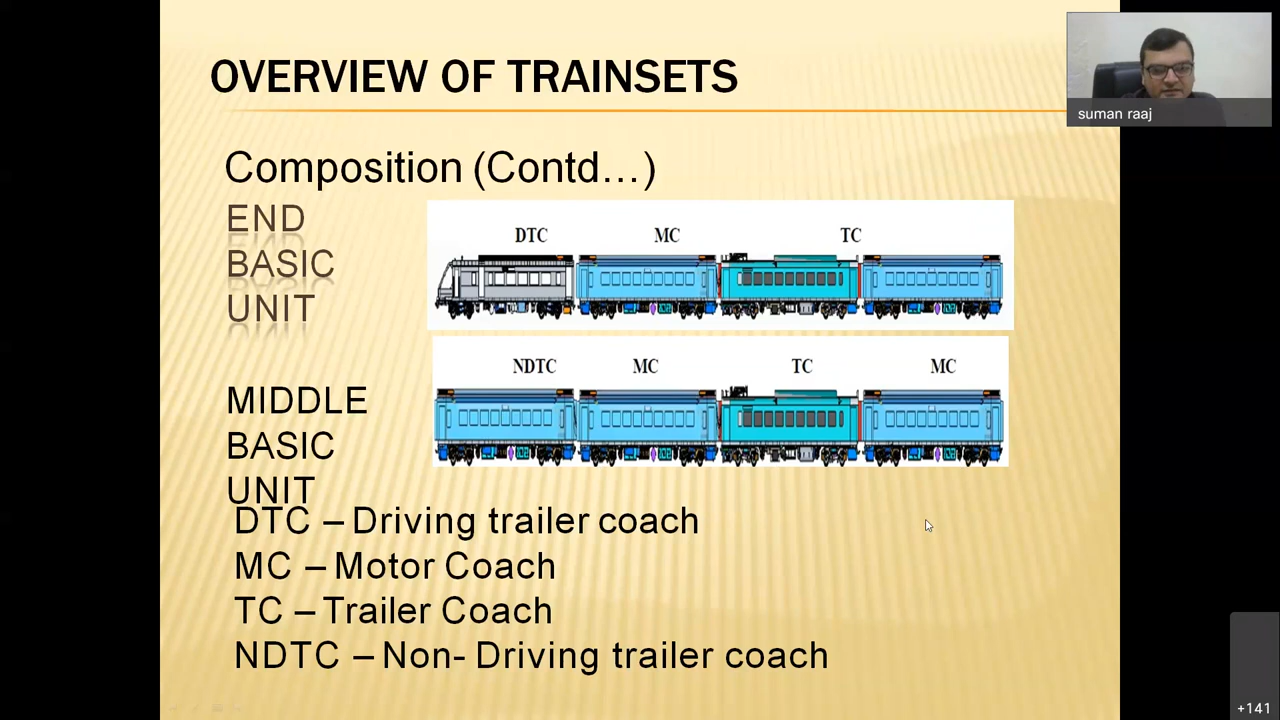 OVERVIEW OF TRAINSETS
suman raaj
Composition (Contd…)
END
BASIC
UNIT
DTC MC TC
MIDDLE
BASIC
UNIT
NDTC MC TC MC
DTC – Driving trailer coach
MC – Motor Coach
TC – Trailer Coach
NDTC – Non- Driving trailer coach
+141